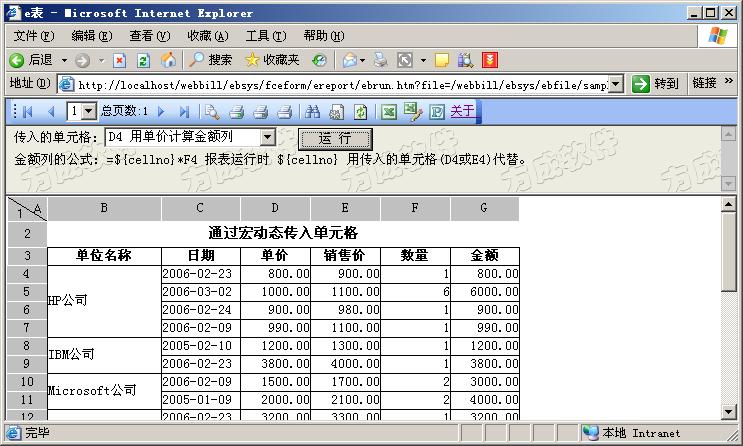 e表 - Microsoft Internet Explorer
文件(F) 编辑(E) 查看(V) 收藏(A) 工具(T) 帮助(H)
后退 搜索 收藏夹
地址(D) http://localhost/webbill/ebsys/fceform/ereport/ebrun.htm?file=/webbill/ebsys/ebfile/samp 转到 链接 »
1 总页数:1 关于
传入的单元格: D4 用单价计算金额列 运 行
金额列的公式: =${cellno}*F4 报表运行时 ${cellno} 用传入的单元格(D4或E4)代替。
1 A B C D E F G
2 通过宏动态传入单元格
3 单位名称 日期 单价 销售价 数量 金额
4 2006-02-23 800.00 900.00 1 800.00
5 HP公司 2006-03-02 1000.00 1100.00 6 6000.00
6 2006-02-24 900.00 980.00 1 900.00
7 2006-02-09 990.00 1100.00 1 990.00
8 IBM公司 2005-02-10 1200.00 1300.00 1 1200.00
9 2006-02-23 3800.00 4000.00 1 3800.00
10 Microsoft公司 2006-02-09 1500.00 1700.00 2 3000.00
11 2005-01-09 2000.00 2100.00 2 4000.00
12 2006-02-23 3200.00 3300.00 1 3200.00
完毕 本地 Intranet